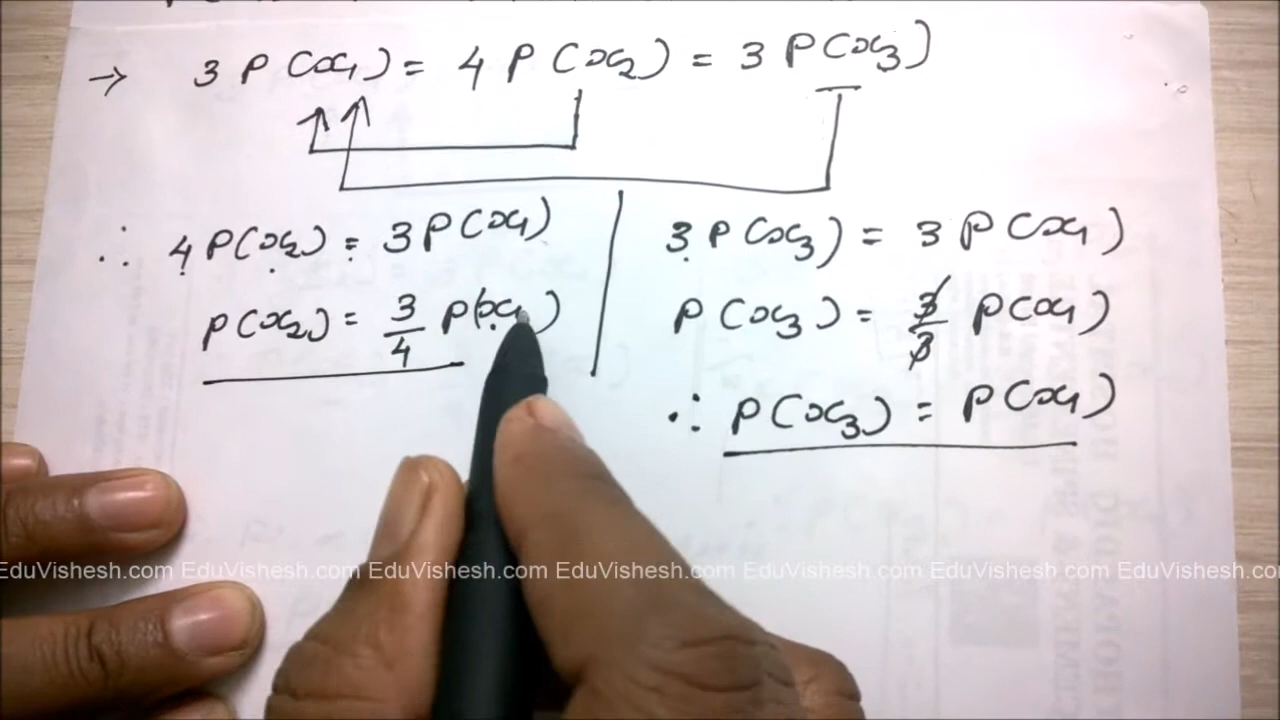 → 3 P(x₁) = 4 P(x₂) = 3 P(x₃)
∴ 4 P(x₂) = 3 P(x₁)
P(x₂) = 3/4 P(x₁)
3 P(x₃) = 3 P(x₁)
P(x₃) = 3/3 P(x₁)
∴ P(x₃) = P(x₁)
EduVishesh.com EduVishesh.com EduVishesh.com EduVishesh.com EduVishesh.com EduVishesh.com EduVishesh.com